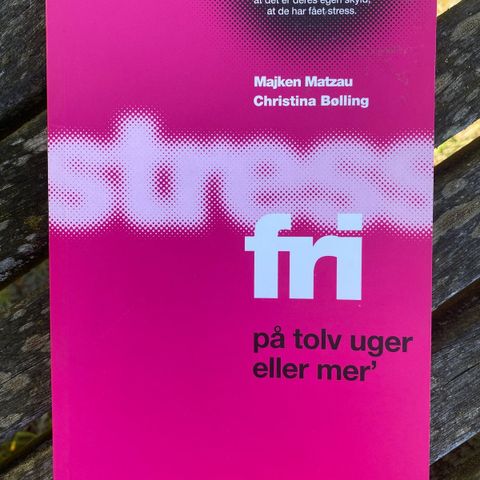 at det er deres egen skyld,
at de har fået stress.
Majken Matzau
Christina Bølling
stress
fri
på tolv uger
eller mer’